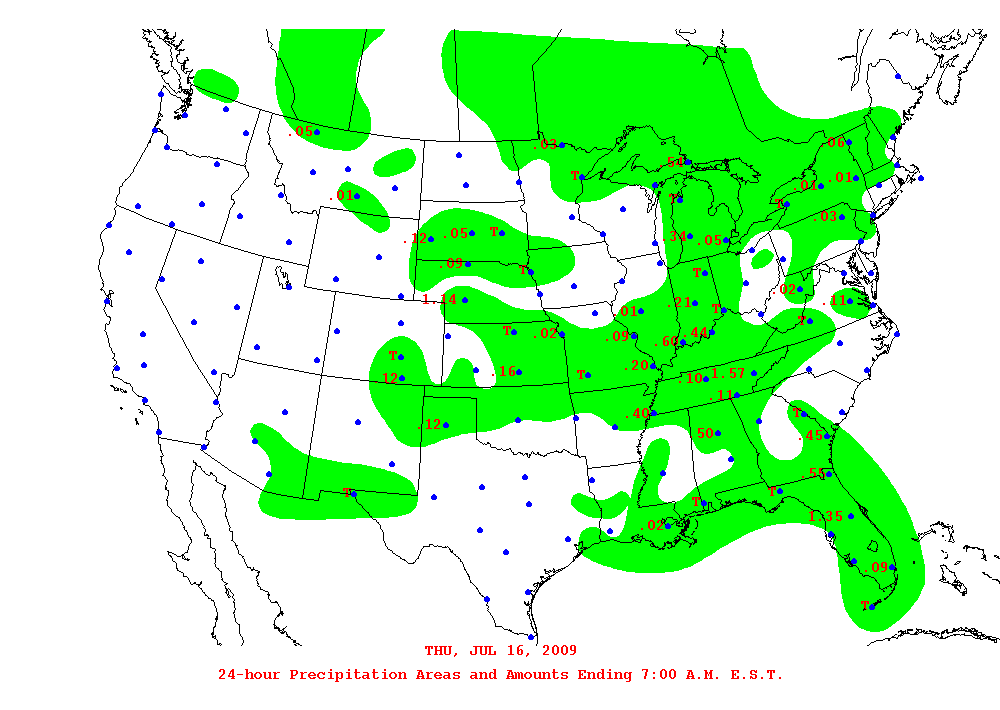 .05
.03
.06
.54
T
.01
.01
.01
T
T
.03
.12
.05
T
.34
.05
.09
T
T
.02
1.14
.21
T
.01
.11
T
T
.02
.09
.60
.44
T
.16
T
.20
.10
1.57
.12
.11
.12
.40
T
.50
.45
.55
T
T
T
.02
1.35
.09
T
THU, JUL 16, 2009
24-hour Precipitation Areas and Amounts Ending 7:00 A.M. E.S.T.